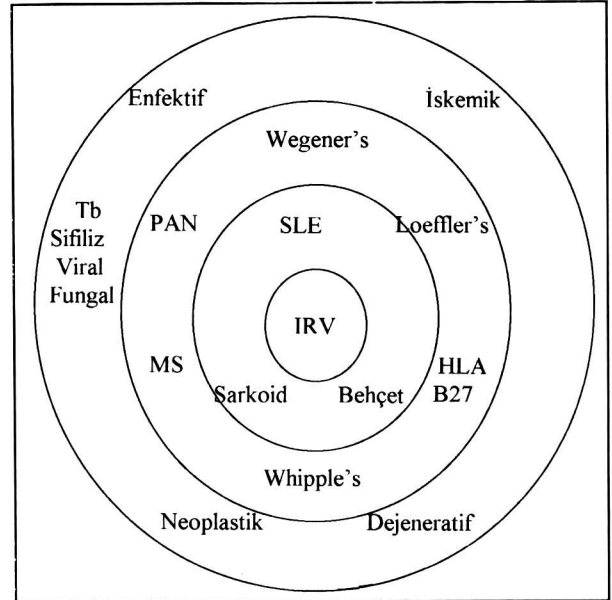 Enfektif
İskemik
Wegener's
Tb
Sifiliz
Viral
Fungal
PAN
SLE
Loeffler's
IRV
MS
HLA
B27
Sarkoid
Behçet
Whipple's
Neoplastik
Dejeneratif